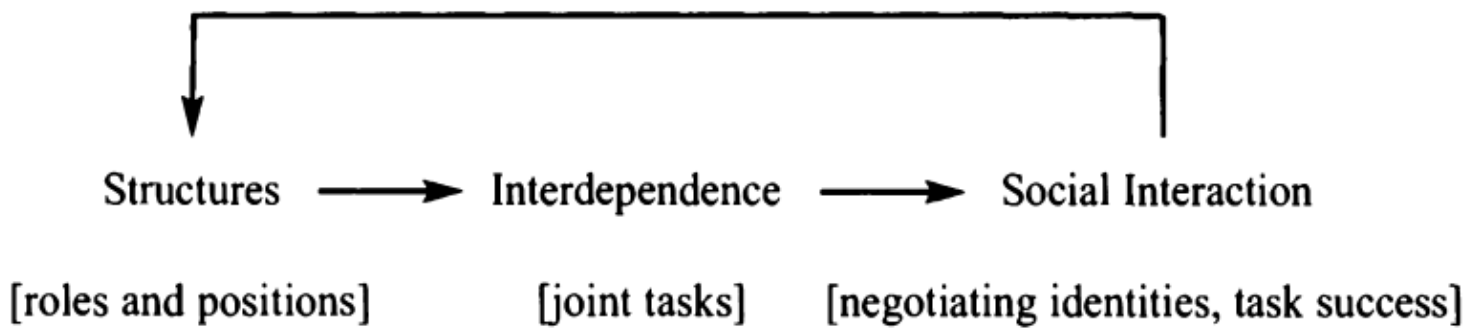 Structures Interdependence Social Interaction
[roles and positions] [joint tasks] [negotiating identities, task success]